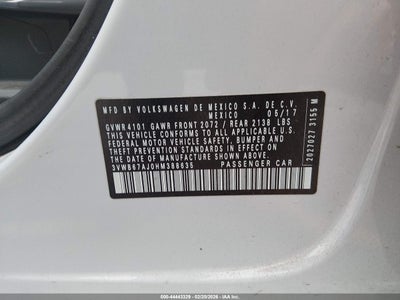 MFD BY VOLKSWAGEN DE MEXICO S.A. DE C.V.
MEXICO 06/17
GVWR 4101 GAWR FRONT 2072 / REAR 2138 LBS
THIS VEHICLE CONFORMS TO ALL APPLICABLE U.S.
FEDERAL MOTOR VEHICLE SAFETY, BUMPER AND
THEFT PREVENTION STANDARDS IN EFFECT ON THE
DATE OF MANUFACTURE SHOWN ABOVE.
3VWB67AJ0HM388635 PASSENGER CAR
2027027 3155 M
500-44443329 - 02/20/2026 - (C) IAA Inc.